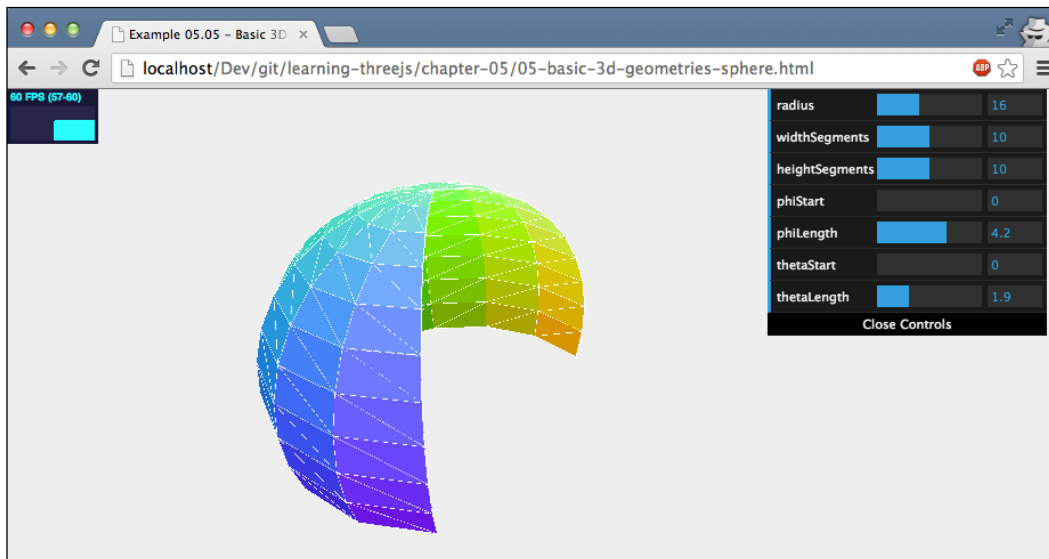 Example 05.05 - Basic 3D
localhost/Dev/git/learning-threejs/chapter-05/05-basic-3d-geometries-sphere.html
ABP
60 FPS (57-60)
radius 16
widthSegments 10
heightSegments 10
phiStart 0
phiLength 4.2
thetaStart 0
thetaLength 1.9
Close Controls